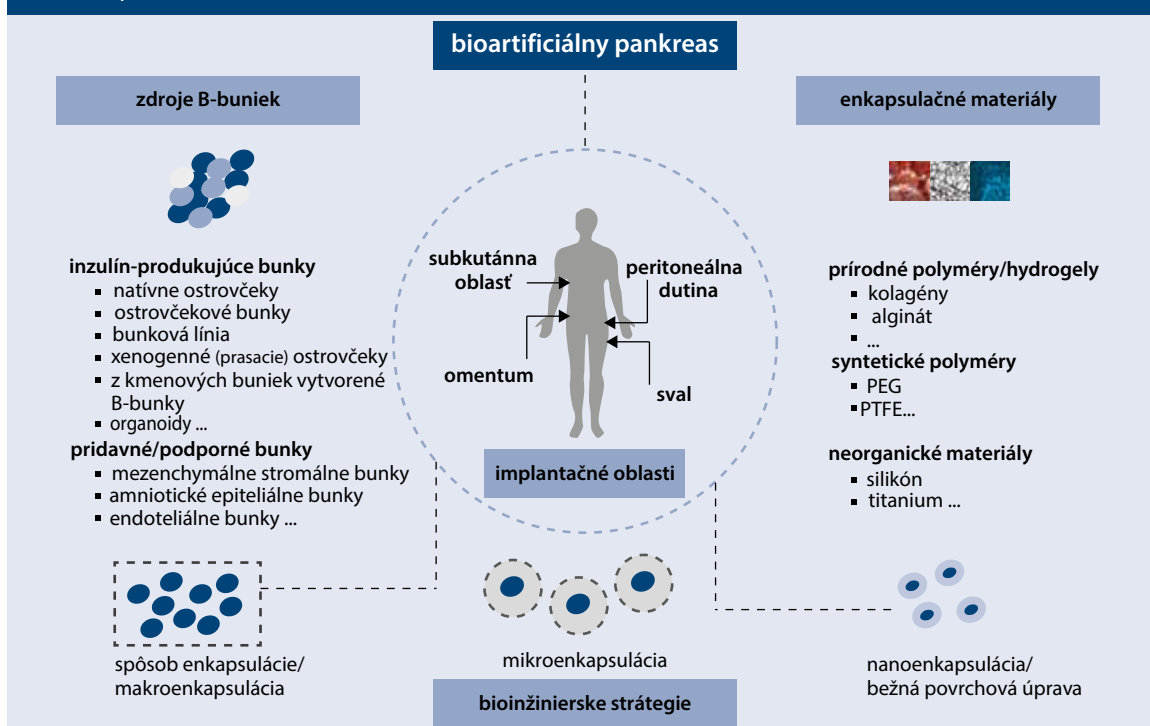 bioartificiálny pankreas
zdroje B-buniek
inzulín-produkujúce bunky
▪ natívne ostrovčeky
▪ ostrovčekové bunky
▪ bunková línia
▪ xenogenné (prasacie) ostrovčeky
▪ z kmenových buniek vytvorené
B-bunky
▪ organoidy ...
pridavné/podporné bunky
▪ mezenchymálne stromálne bunky
▪ amniotické epiteliálne bunky
▪ endoteliálne bunky ...
subkutánna
oblasť
peritoneálna
dutina
omentum
sval
implantačné oblasti
enkapsulačné materiály
prírodné polyméry/hydrogely
▪ kolagény
▪ alginát
▪ ...
syntetické polyméry
▪ PEG
▪PTFE...
neorganické materiály
▪ silikón
▪ titanium ...
spôsob enkapsulácie/
makroenkapsulácia
mikroenkapsulácia
nanoenkapsulácia/
bežná povrchová úprava
bioinžinierske strátegie